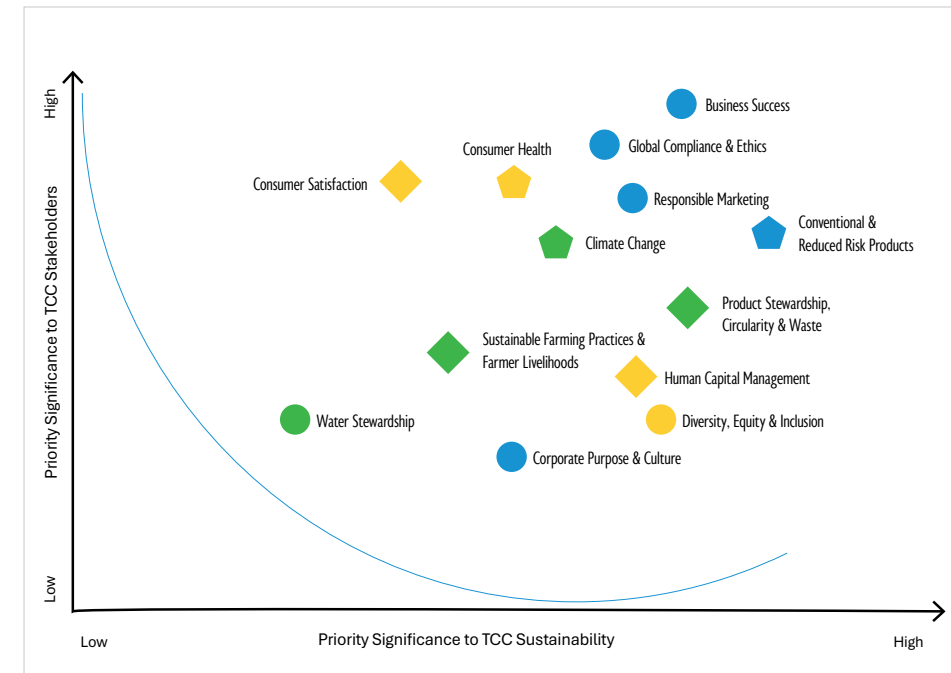 High
Priority Significance to TCC Stakeholders
Low
Business Success
Global Compliance & Ethics
Consumer Health
Consumer Satisfaction
Responsible Marketing
Conventional &
Reduced Risk Products
Climate Change
Product Stewardship,
Circularity & Waste
Sustainable Farming Practices &
Farmer Livelihoods
Human Capital Management
Water Stewardship
Diversity, Equity & Inclusion
Corporate Purpose & Culture
Low
Priority Significance to TCC Sustainability
High